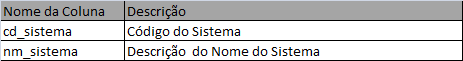 Nome da Coluna Descrição
cd_sistema Código do Sistema
nm_sistema Descrição do Nome do Sistema